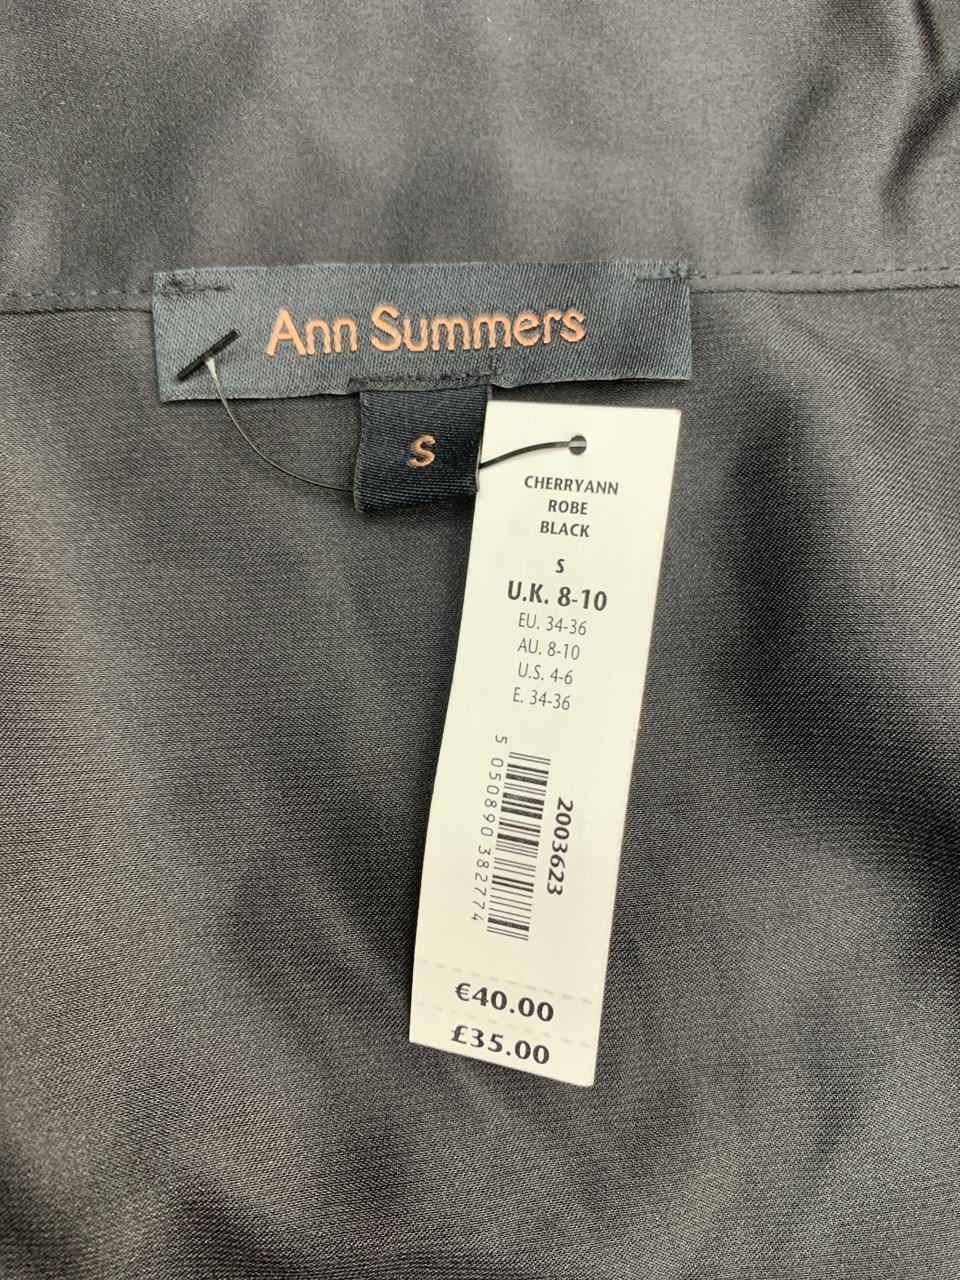 Ann Summers
S
CHERRYANN
ROBE
BLACK
S
U.K. 8-10
EU. 34-36
AU. 8-10
U.S. 4-6
E. 34-36
2003623
5 050890 382774
€40.00
£35.00